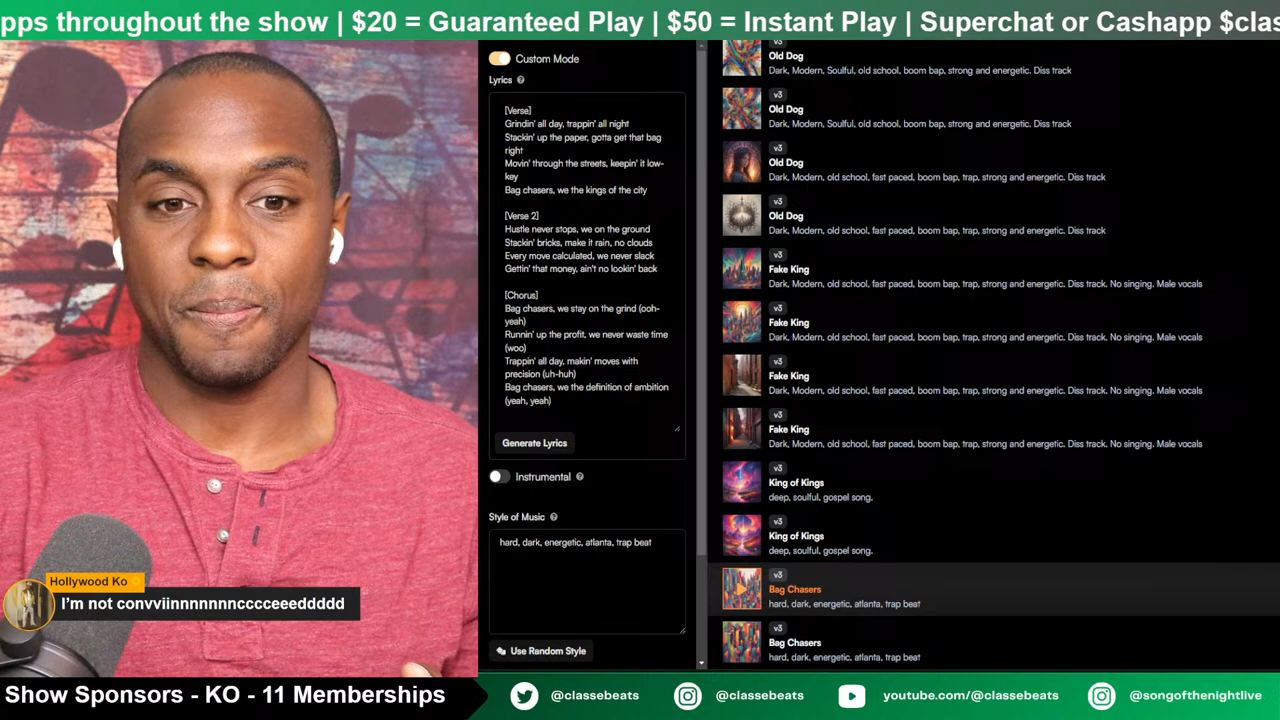 pps throughout the show | $20 = Guaranteed Play | $50 = Instant Play | Superchat or Cashapp $clas
Custom Mode
Lyrics
[Verse]
Grindin' all day, trappin' all night
Stackin' up the paper, gotta get that bag
right
Movin' through the streets, keepin' it low-
key
Bag chasers, we the kings of the city
[Verse 2]
Hustle never stops, we on the ground
Stackin' bricks, make it rain, no clouds
Every move calculated, we never slack
Gettin' that money, ain't no lookin' back
[Chorus]
Bag chasers, we stay on the grind (ooh-
yeah)
Runnin' up the profit, we never waste time
(woo)
Trappin' all day, makin' moves with
precision (uh-huh)
Bag chasers, we the definition of ambition
(yeah, yeah)
Generate Lyrics
Instrumental
Style of Music
hard, dark, energetic, atlanta, trap beat
Use Random Style
v3
Old Dog
Dark, Modern, Soulful, old school, boom bap, strong and energetic. Diss track
v3
Old Dog
Dark, Modern, Soulful, old school, boom bap, strong and energetic. Diss track
v3
Old Dog
Dark, Modern, old school, fast paced, boom bap, trap, strong and energetic. Diss track
v3
Old Dog
Dark, Modern, old school, fast paced, boom bap, trap, strong and energetic. Diss track
v3
Fake King
Dark, Modern, old school, fast paced, boom bap, trap, strong and energetic. Diss track. No singing. Male vocals
v3
Fake King
Dark, Modern, old school, fast paced, boom bap, trap, strong and energetic. Diss track. No singing. Male vocals
v3
Fake King
Dark, Modern, old school, fast paced, boom bap, trap, strong and energetic. Diss track. No singing. Male vocals
v3
Fake King
Dark, Modern, old school, fast paced, boom bap, trap, strong and energetic. Diss track. No singing. Male vocals
v3
King of Kings
deep, soulful, gospel song.
v3
King of Kings
deep, soulful, gospel song.
v3
Bag Chasers
hard, dark, energetic, atlanta, trap beat
v3
Bag Chasers
hard, dark, energetic, atlanta, trap beat
Hollywood Ko
I'm not convviinnnnnnncccceeeddddd
Show Sponsors - KO - 11 Memberships
@classebeats
@classebeats
youtube.com/@classebeats
@songofthenightlive